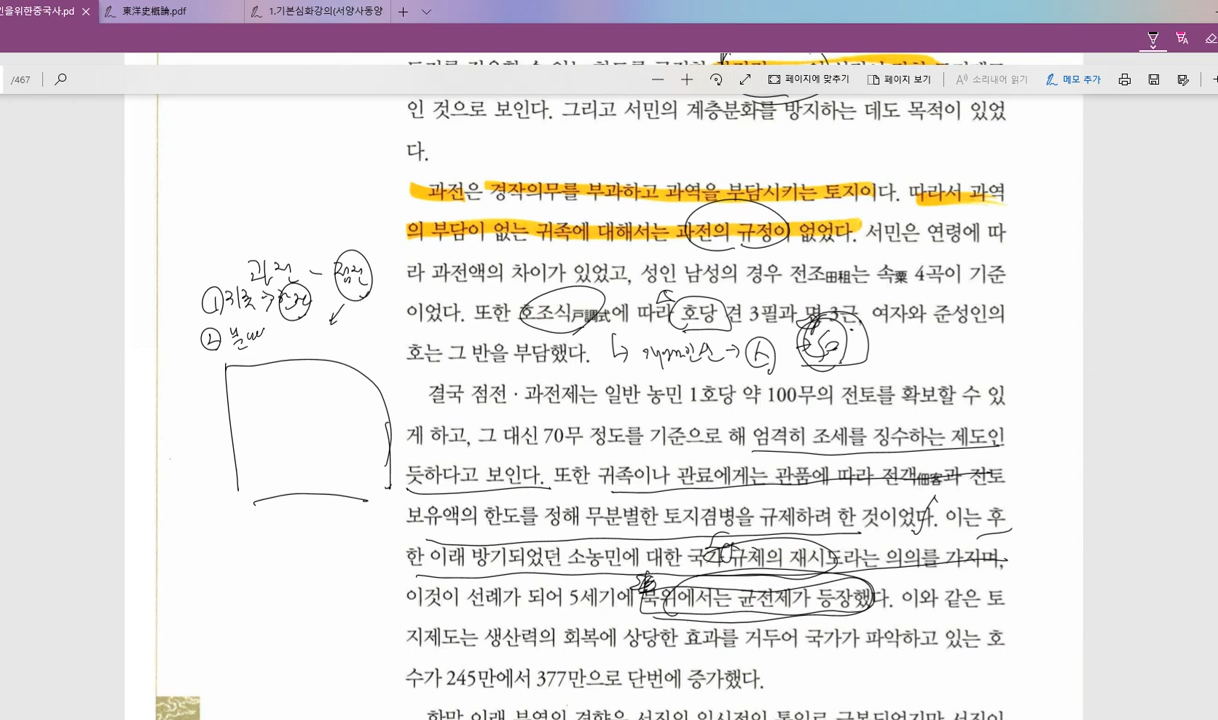 인을위한중국사.pd
東洋史槪論.pdf
1.기본심화강의(서양사동양
/467
페이지에 맞추기
페이지 보기
소리내어 읽기
메모 추가
인 것으로 보인다. 그리고 서민의 계층분화를 방지하는 데도 목적이 있었
다.
과전은 경작의무를 부과하고 과역을 부담시키는 토지이다. 따라서 과역
의 부담이 없는 귀족에 대해서는 과전의 규정이 없었다. 서민은 연령에 따
라 과전액의 차이가 있었고, 성인 남성의 경우 전조田租는 속粟 4곡이 기준
이었다. 또한 호조식戶調式에 따라 호당 견 3필과 면 3근, 여자와 준성인의
호는 그 반을 부담했다.
결국 점전·과전제는 일반 농민 1호당 약 100무의 전토를 확보할 수 있
게 하고, 그 대신 70무 정도를 기준으로 해 엄격히 조세를 징수하는 제도인
듯하다고 보인다. 또한 귀족이나 관료에게는 관품에 따라 전객佃客과 전토
보유액의 한도를 정해 무분별한 토지겸병을 규제하려 한 것이었다. 이는 후
한 이래 방기되었던 소농민에 대한 국가 규제의 재시도라는 의의를 가지며,
이것이 선례가 되어 5세기에 북위에서는 균전제가 등장했다. 이와 같은 토
지제도는 생산력의 회복에 상당한 효과를 거두어 국가가 파악하고 있는 호
수가 245만에서 377만으로 단번에 증가했다.
과전 - 점전